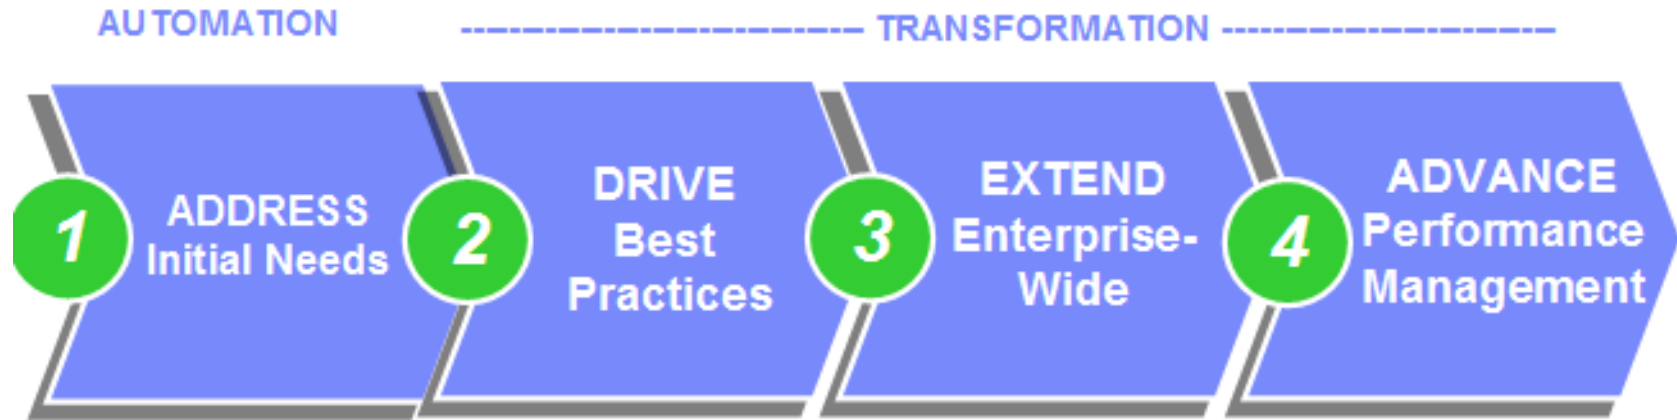 AUTOMATION
TRANSFORMATION
1
ADDRESS
Initial Needs
2
DRIVE
Best
Practices
3
EXTEND
Enterprise-
Wide
4
ADVANCE
Performance
Management